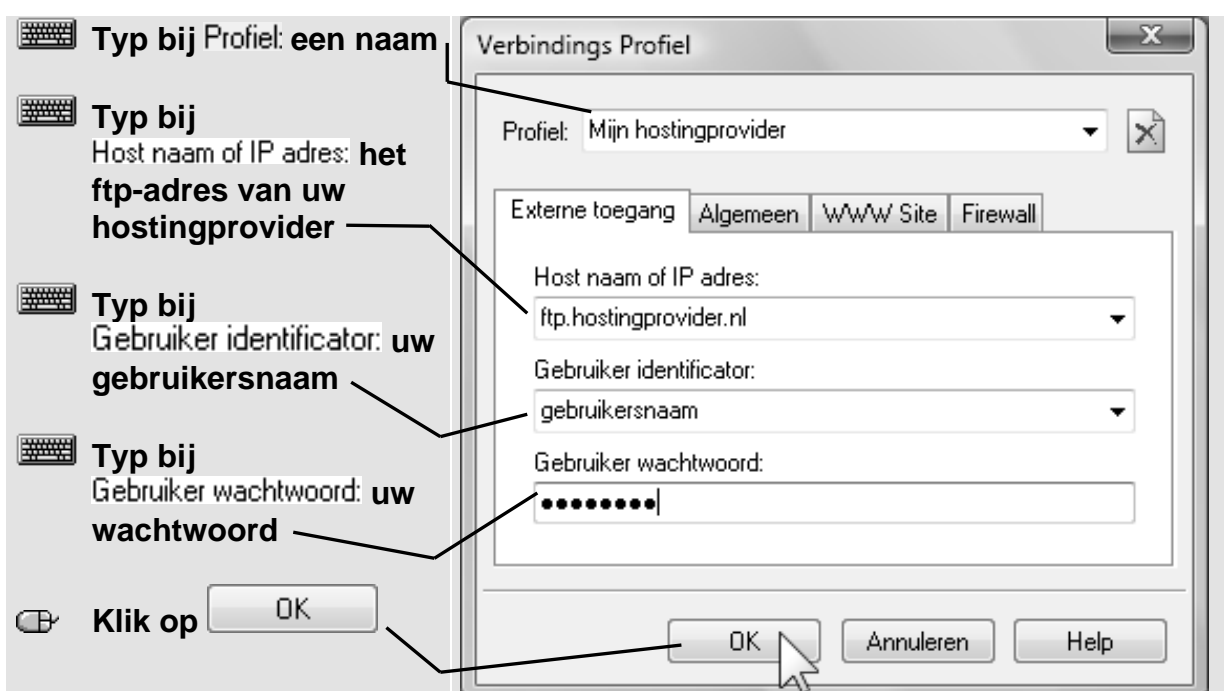 Typ bij Profiel: een naam
Typ bij
Host naam of IP adres: het
ftp-adres van uw
hostingprovider
Typ bij
Gebruiker identificator: uw
gebruikersnaam
Typ bij
Gebruiker wachtwoord: uw
wachtwoord
Klik op OK
Verbindings Profiel
Profiel: Mijn hostingprovider
Externe toegang Algemeen WWW Site Firewall
Host naam of IP adres:
ftp.hostingprovider.nl
Gebruiker identificator:
gebruikersnaam
Gebruiker wachtwoord:
●●●●●●●●
OK Annuleren Help